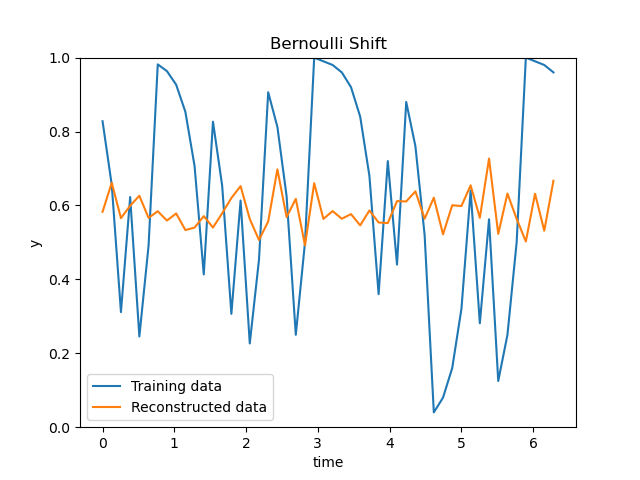 Bernoulli Shift
1.0
0.8
0.6
0.4
0.2
0.0
y
Training data
Reconstructed data
0 1 2 3 4 5 6
time